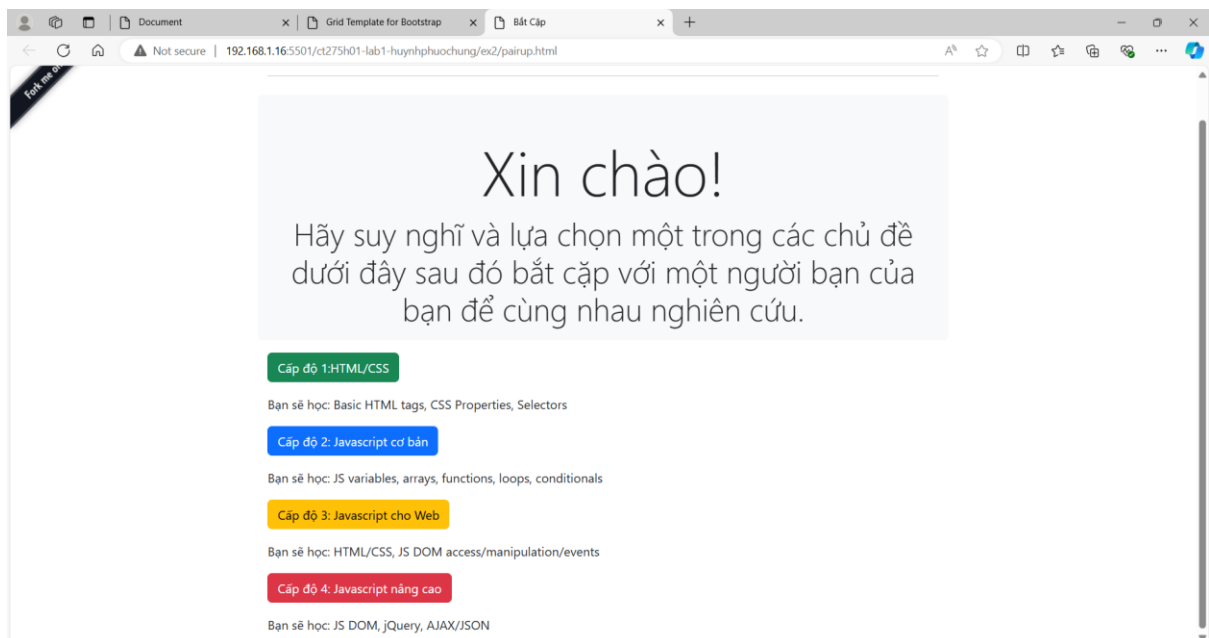 Document
Grid Template for Bootstrap
Bắt Cặp
Not secure
192.168.1.16:5501/ct275h01-lab1-huynhphuochung/ex2/pairup.html
Fork me
Xin chào!
Hãy suy nghĩ và lựa chọn một trong các chủ đề
dưới đây sau đó bắt cặp với một người bạn của
bạn để cùng nhau nghiên cứu.
Cấp độ 1:HTML/CSS
Bạn sẽ học: Basic HTML tags, CSS Properties, Selectors
Cấp độ 2: Javascript cơ bản
Bạn sẽ học: JS variables, arrays, functions, loops, conditionals
Cấp độ 3: Javascript cho Web
Bạn sẽ học: HTML/CSS, JS DOM access/manipulation/events
Cấp độ 4: Javascript nâng cao
Bạn sẽ học: JS DOM, jQuery, AJAX/JSON